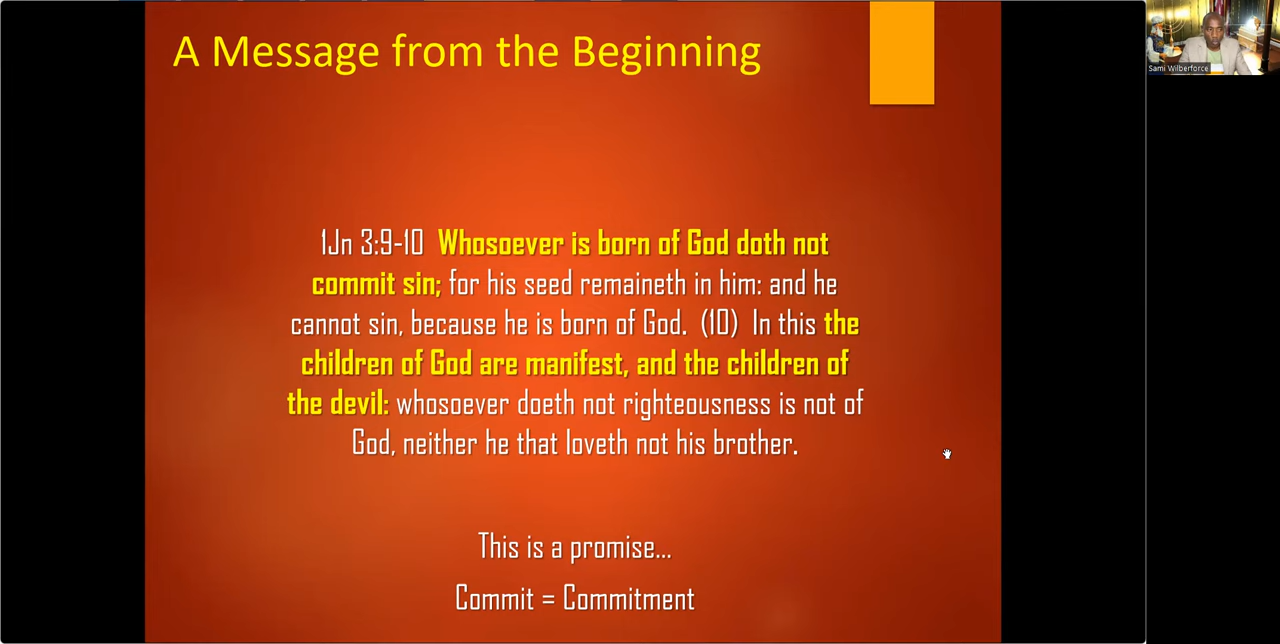 A Message from the Beginning
Sami Wilberforce
1Jn 3:9-10 Whosoever is born of God doth not
commit sin; for his seed remaineth in him: and he
cannot sin, because he is born of God. (10) In this the
children of God are manifest, and the children of
the devil: whosoever doeth not righteousness is not of
God, neither he that loveth not his brother.
This is a promise...
Commit = Commitment